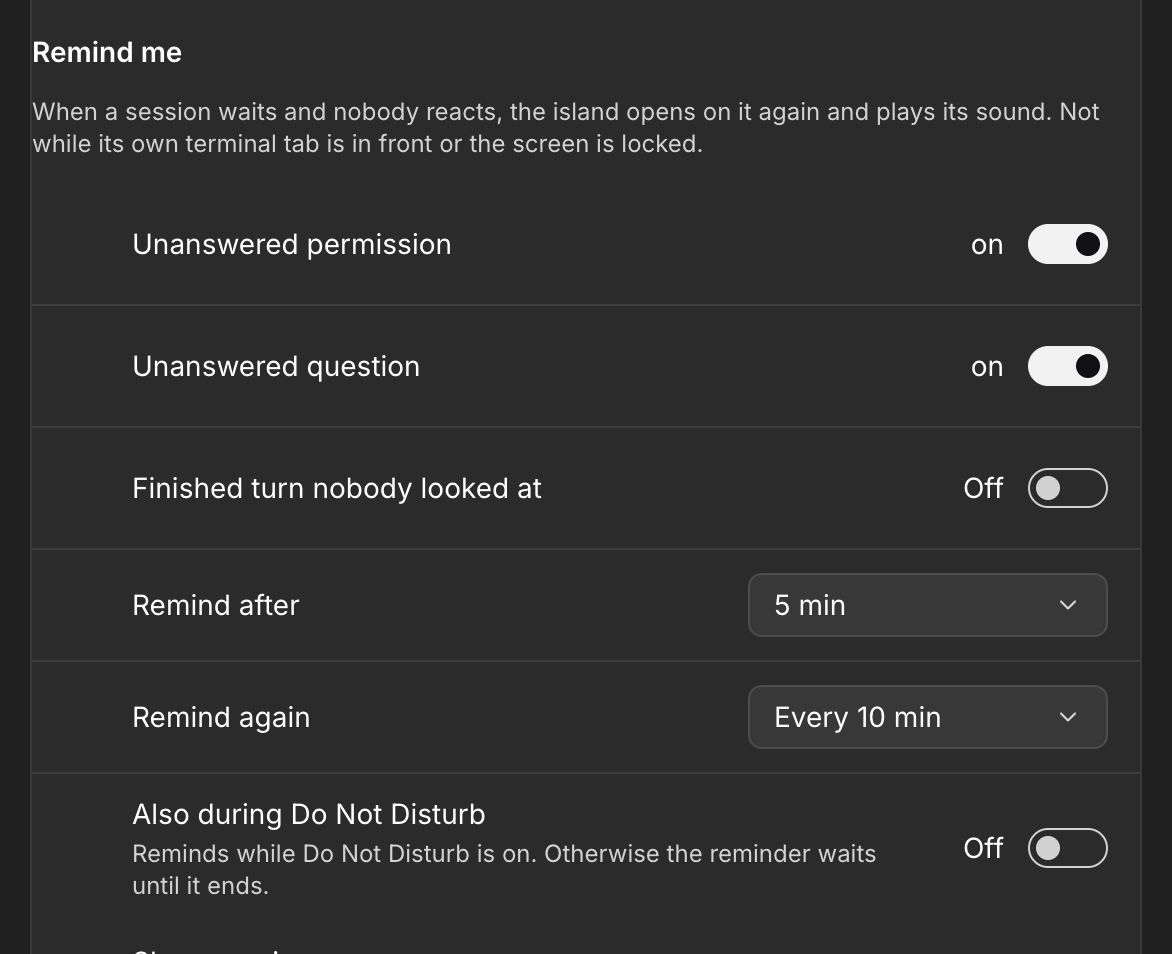 Remind me
When a session waits and nobody reacts, the island opens on it again and plays its sound. Not
while its own terminal tab is in front or the screen is locked.
Unanswered permission on
Unanswered question on
Finished turn nobody looked at Off
Remind after 5 min
Remind again Every 10 min
Also during Do Not Disturb
Reminds while Do Not Disturb is on. Otherwise the reminder waits Off
until it ends.